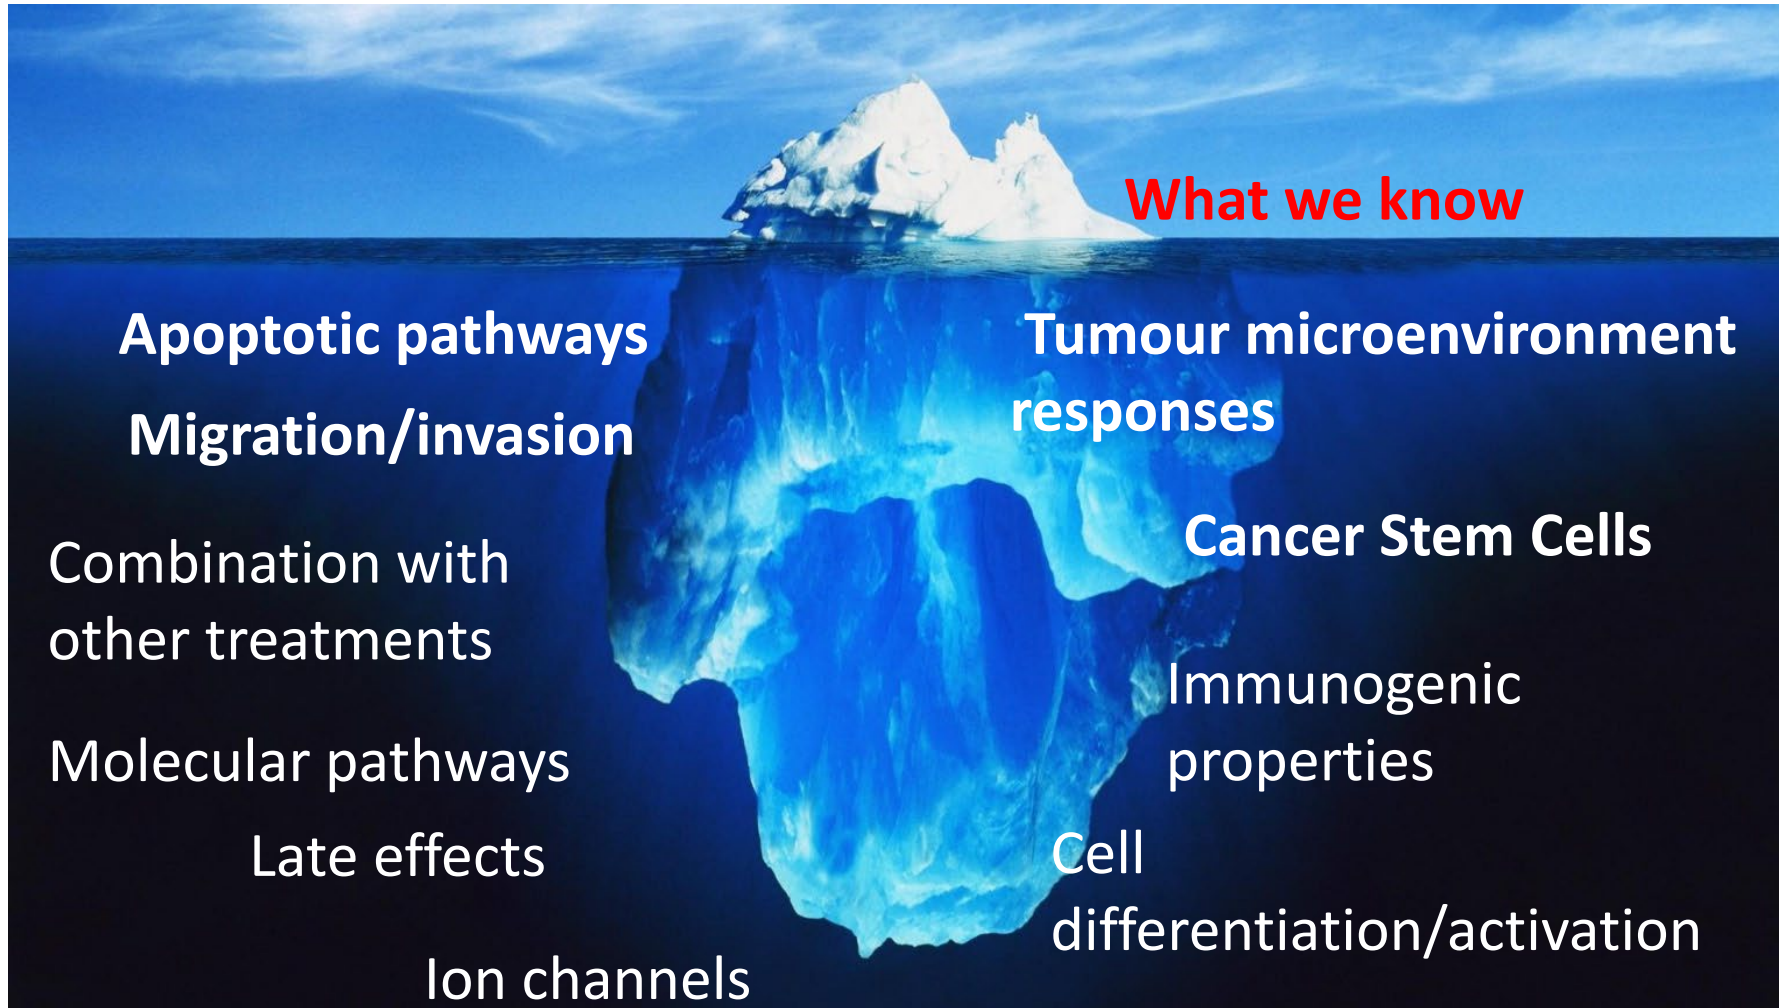 What we know
Apoptotic pathways
Migration/invasion
Combination with
other treatments
Molecular pathways
Late effects
Ion channels
Tumour microenvironment
responses
Cancer Stem Cells
Immunogenic
properties
Cell
differentiation/activation